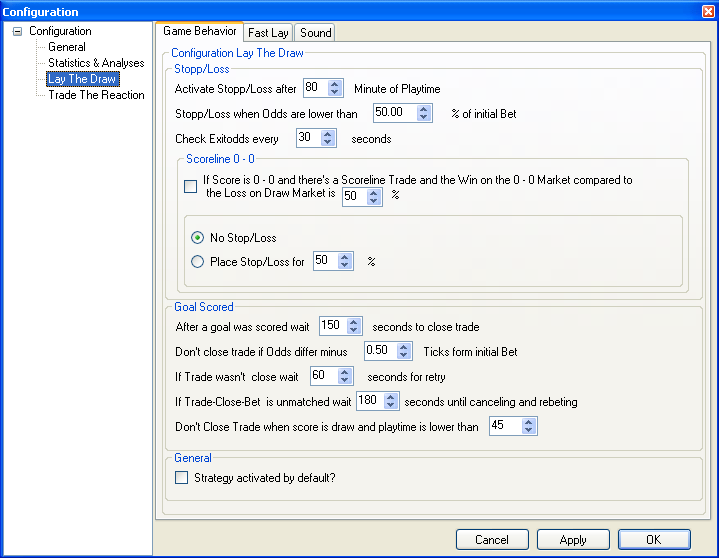 Configuration
Configuration
General
Statistics & Analyses
Lay The Draw
Trade The Reaction
Game Behavior Fast Lay Sound
Configuration Lay The Draw
Stopp/Loss
Activate Stopp/Loss after 80 Minute of Playtime
Stopp/Loss when Odds are lower than 50.00 % of initial Bet
Check Exitodds every 30 seconds
Scoreline 0 - 0
If Score is 0 - 0 and there's a Scoreline Trade and the Win on the 0 - 0 Market compared to
the Loss on Draw Market is 50 %
No Stop/Loss
Place Stop/Loss for 50 %
Goal Scored
After a goal was scored wait 150 seconds to close trade
Don't close trade if Odds differ minus 0.50 Ticks form initial Bet
If Trade wasn't close wait 60 seconds for retry
If Trade-Close-Bet is unmatched wait 180 seconds until canceling and rebeting
Don't Close Trade when score is draw and playtime is lower than 45
General
Strategy activated by default?
Cancel Apply OK